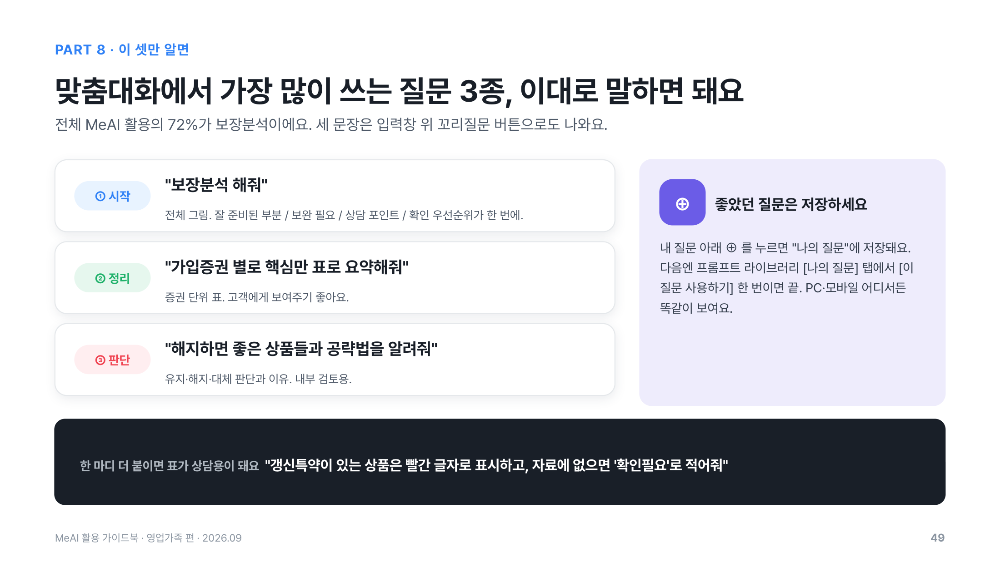 PART 8 · 이 셋만 알면
맞춤대화에서 가장 많이 쓰는 질문 3종, 이대로 말하면 돼요
전체 MeAI 활용의 72%가 보장분석이에요. 세 문장은 입력창 위 꼬리질문 버튼으로도 나와요.
① 시작
"보장분석 해줘"
전체 그림. 잘 준비된 부분 / 보완 필요 / 상담 포인트 / 확인 우선순위가 한 번에.
② 정리
"가입증권 별로 핵심만 표로 요약해줘"
증권 단위 표. 고객에게 보여주기 좋아요.
③ 판단
"해지하면 좋은 상품들과 공략법을 알려줘"
유지·해지·대체 판단과 이유. 내부 검토용.
⊕ 좋았던 질문은 저장하세요
내 질문 아래 ⊕ 를 누르면 "나의 질문"에 저장돼요.
다음엔 프롬프트 라이브러리 [나의 질문] 탭에서 [이
질문 사용하기] 한 번이면 끝. PC·모바일 어디서든
똑같이 보여요.
한 마디 더 붙이면 표가 상담용이 돼요 "갱신특약이 있는 상품은 빨간 글자로 표시하고, 자료에 없으면 '확인필요'로 적어줘"
MeAI 활용 가이드북 · 영업가족 편 · 2026.09
49